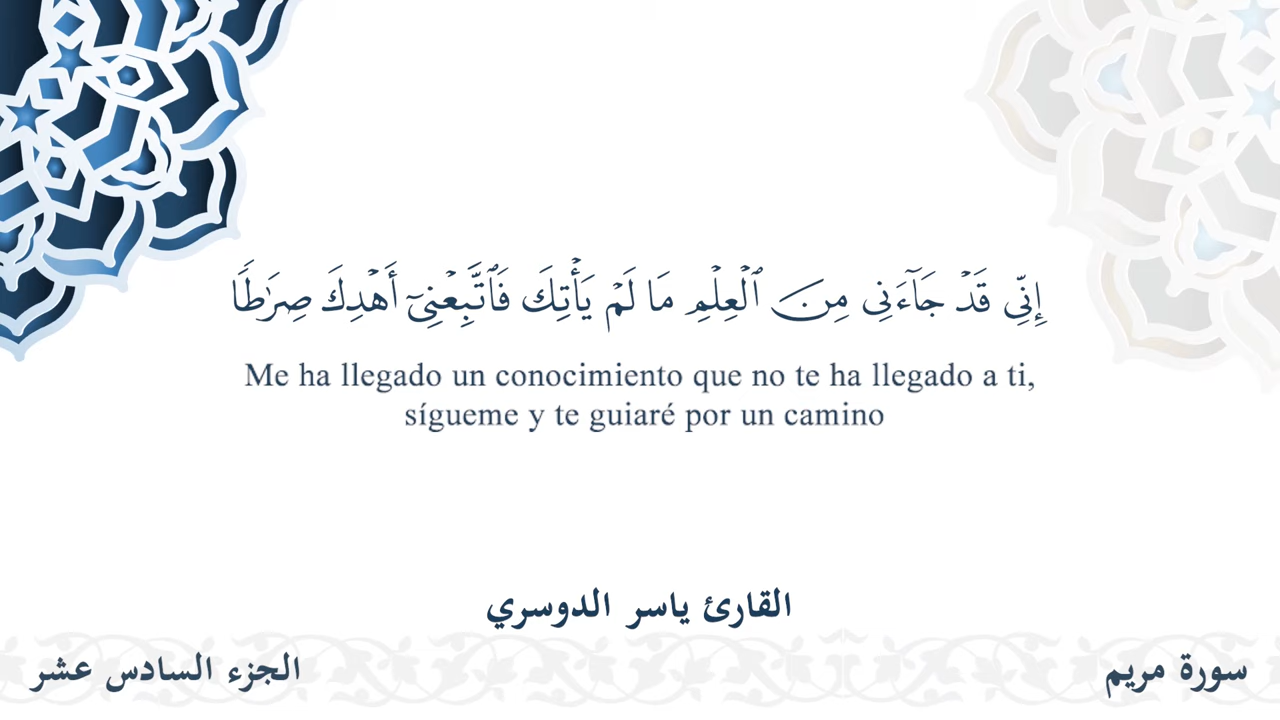 إِنِّي قَدْ جَآءَنِى مِنَ ٱلْعِلْمِ مَا لَمْ يَأْتِكَ فَٱتَّبِعْنِىٓ أَهْدِكَ صِرَٰطًا
Me ha llegado un conocimiento que no te ha llegado a ti,
sígueme y te guiaré por un camino
القارئ ياسر الدوسري
سورة مريم
الجزء السادس عشر